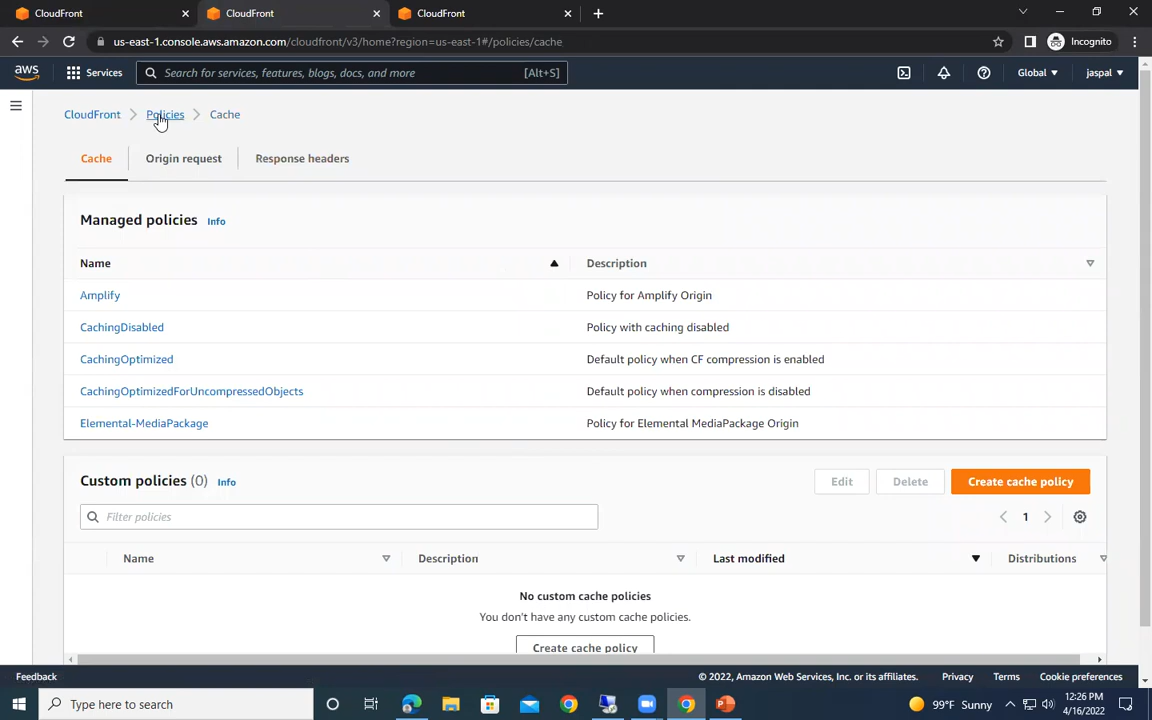 CloudFront
CloudFront
CloudFront
us-east-1.console.aws.amazon.com/cloudfront/v3/home?region=us-east-1#/policies/cache
Incognito
aws
Services
Search for services, features, blogs, docs, and more
[Alt+S]
Global
jaspal
CloudFront
Policies
Cache
Cache
Origin request
Response headers
Managed policies
Info
Name
Description
Amplify
Policy for Amplify Origin
CachingDisabled
Policy with caching disabled
CachingOptimized
Default policy when CF compression is enabled
CachingOptimizedForUncompressedObjects
Default policy when compression is disabled
Elemental-MediaPackage
Policy for Elemental MediaPackage Origin
Custom policies (0)
Info
Edit
Delete
Create cache policy
Filter policies
1
Name
Description
Last modified
Distributions
No custom cache policies
You don't have any custom cache policies.
Create cache policy
Feedback
© 2022, Amazon Web Services, Inc. or its affiliates.
Privacy
Terms
Cookie preferences
Type here to search
99°F Sunny
12:26 PM
4/16/2022